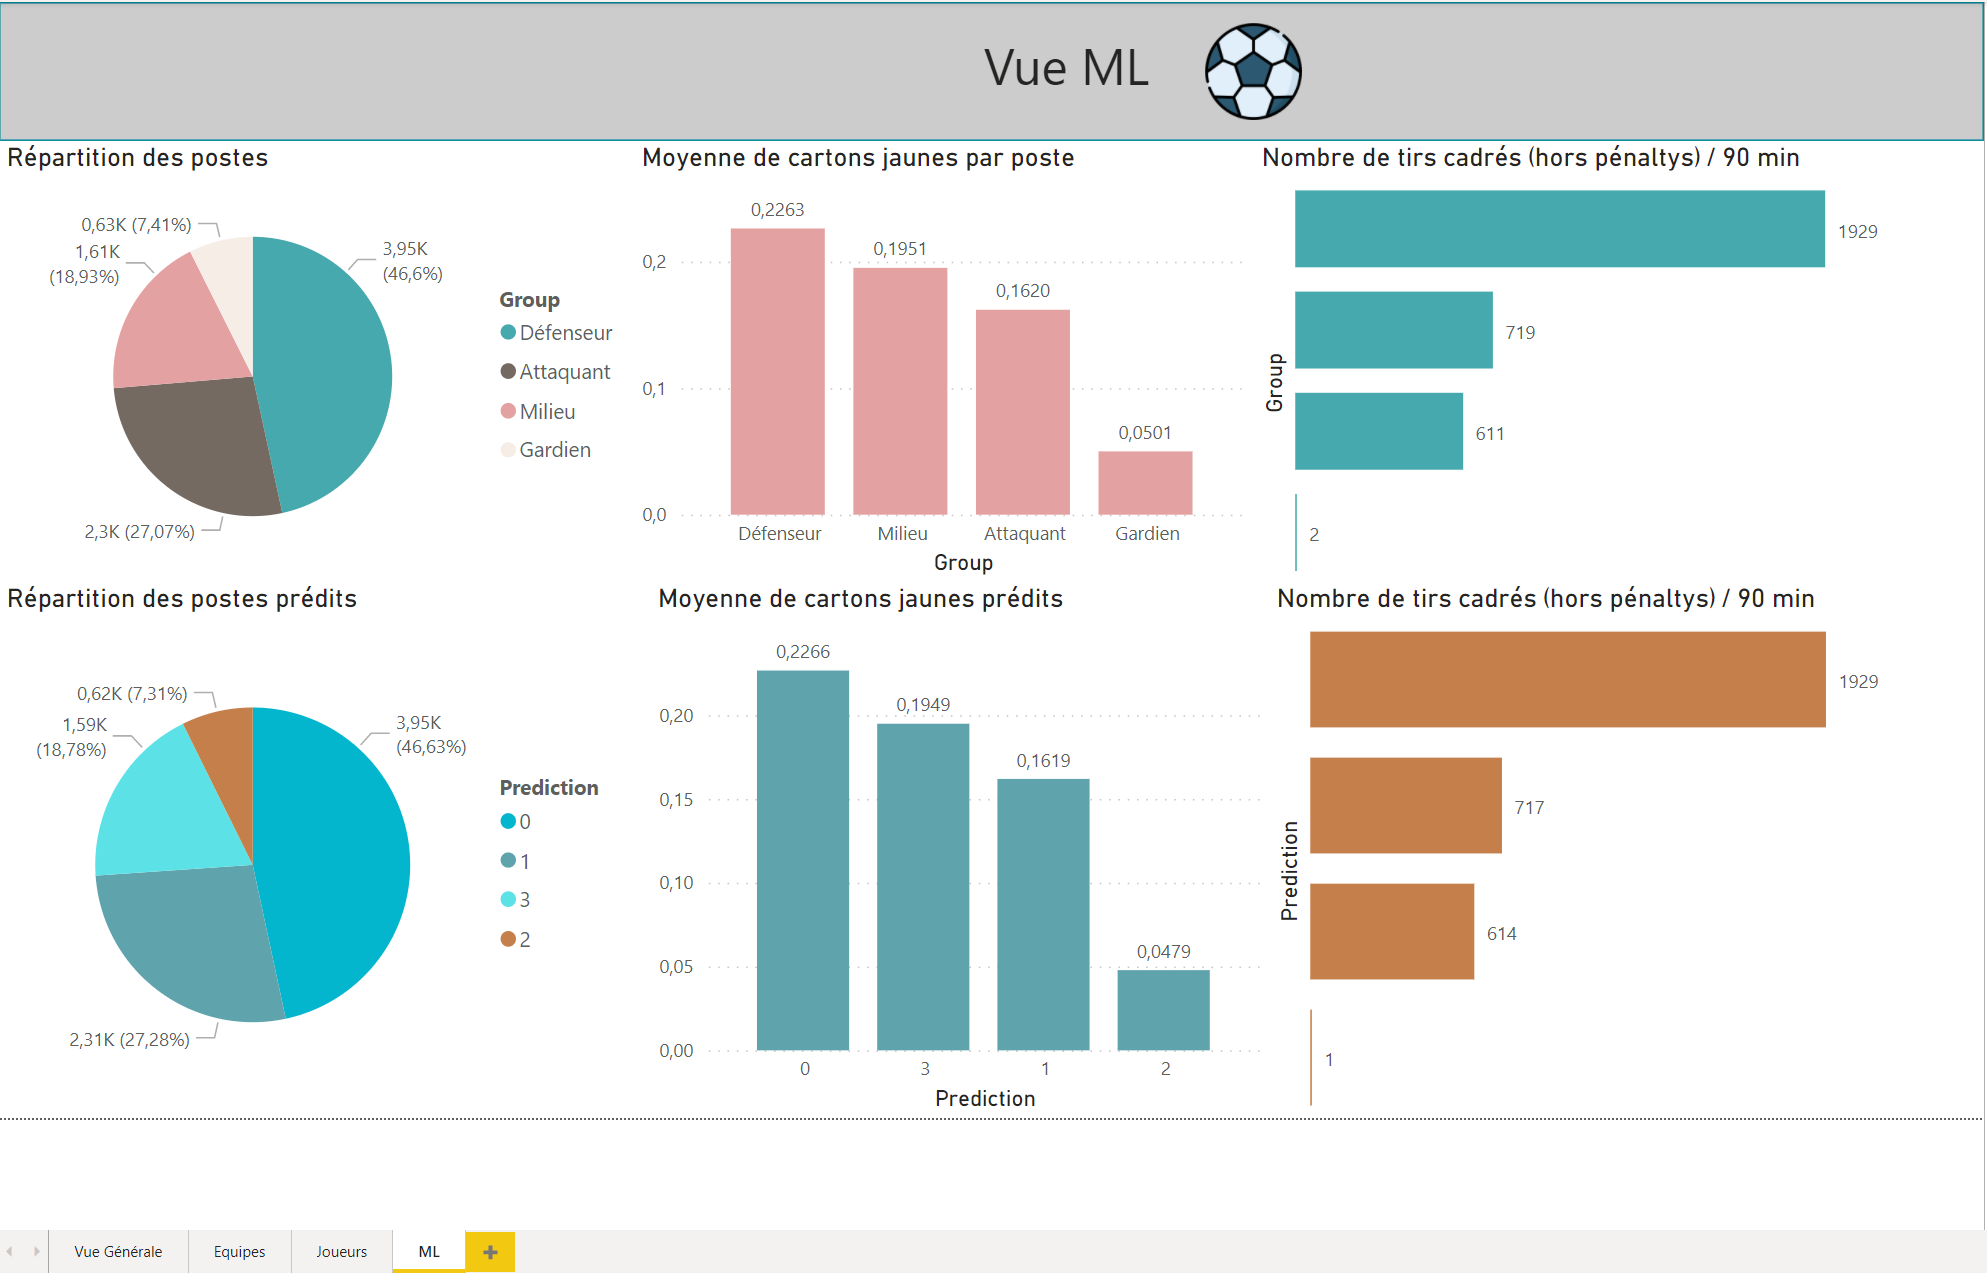 Vue ML
Répartition des postes
0,63K (7,41%)
1,61K
(18,93%)
3,95K
(46,6%)
2,3K (27,07%)
Group
Défenseur
Attaquant
Milieu
Gardien
Moyenne de cartons jaunes par poste
0,2
0,1
0,0
0,2263
0,1951
0,1620
0,0501
Défenseur
Milieu
Attaquant
Gardien
Group
Nombre de tirs cadrés (hors pénaltys) / 90 min
Group
1929
719
611
2
Répartition des postes prédits
0,62K (7,31%)
1,59K
(18,78%)
3,95K
(46,63%)
2,31K (27,28%)
Prediction
0
1
3
2
Moyenne de cartons jaunes prédits
0,20
0,15
0,10
0,05
0,00
0,2266
0,1949
0,1619
0,0479
0
3
1
2
Prediction
Nombre de tirs cadrés (hors pénaltys) / 90 min
Prediction
1929
717
614
1
Vue Générale
Equipes
Joueurs
ML